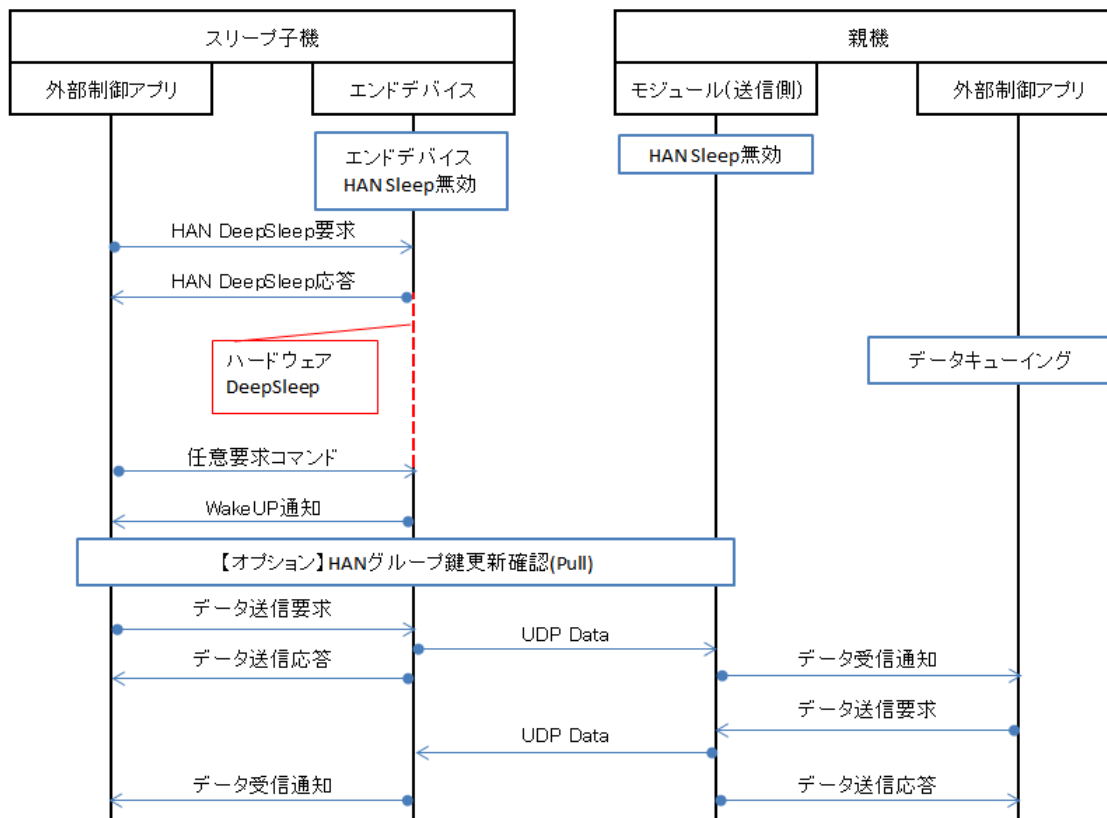 スリープ子機
親機
外部制御アプリ
エンドデバイス
モジュール(送信側)
外部制御アプリ
エンドデバイス
HAN Sleep無効
HAN Sleep無効
HAN DeepSleep要求
HAN DeepSleep応答
ハードウェア
DeepSleep
データキューイング
任意要求コマンド
WakeUP通知
【オプション】HANグループ鍵更新確認(Pull)
データ送信要求
UDP Data
データ送信応答
データ受信通知
データ送信要求
UDP Data
データ受信通知
データ送信応答